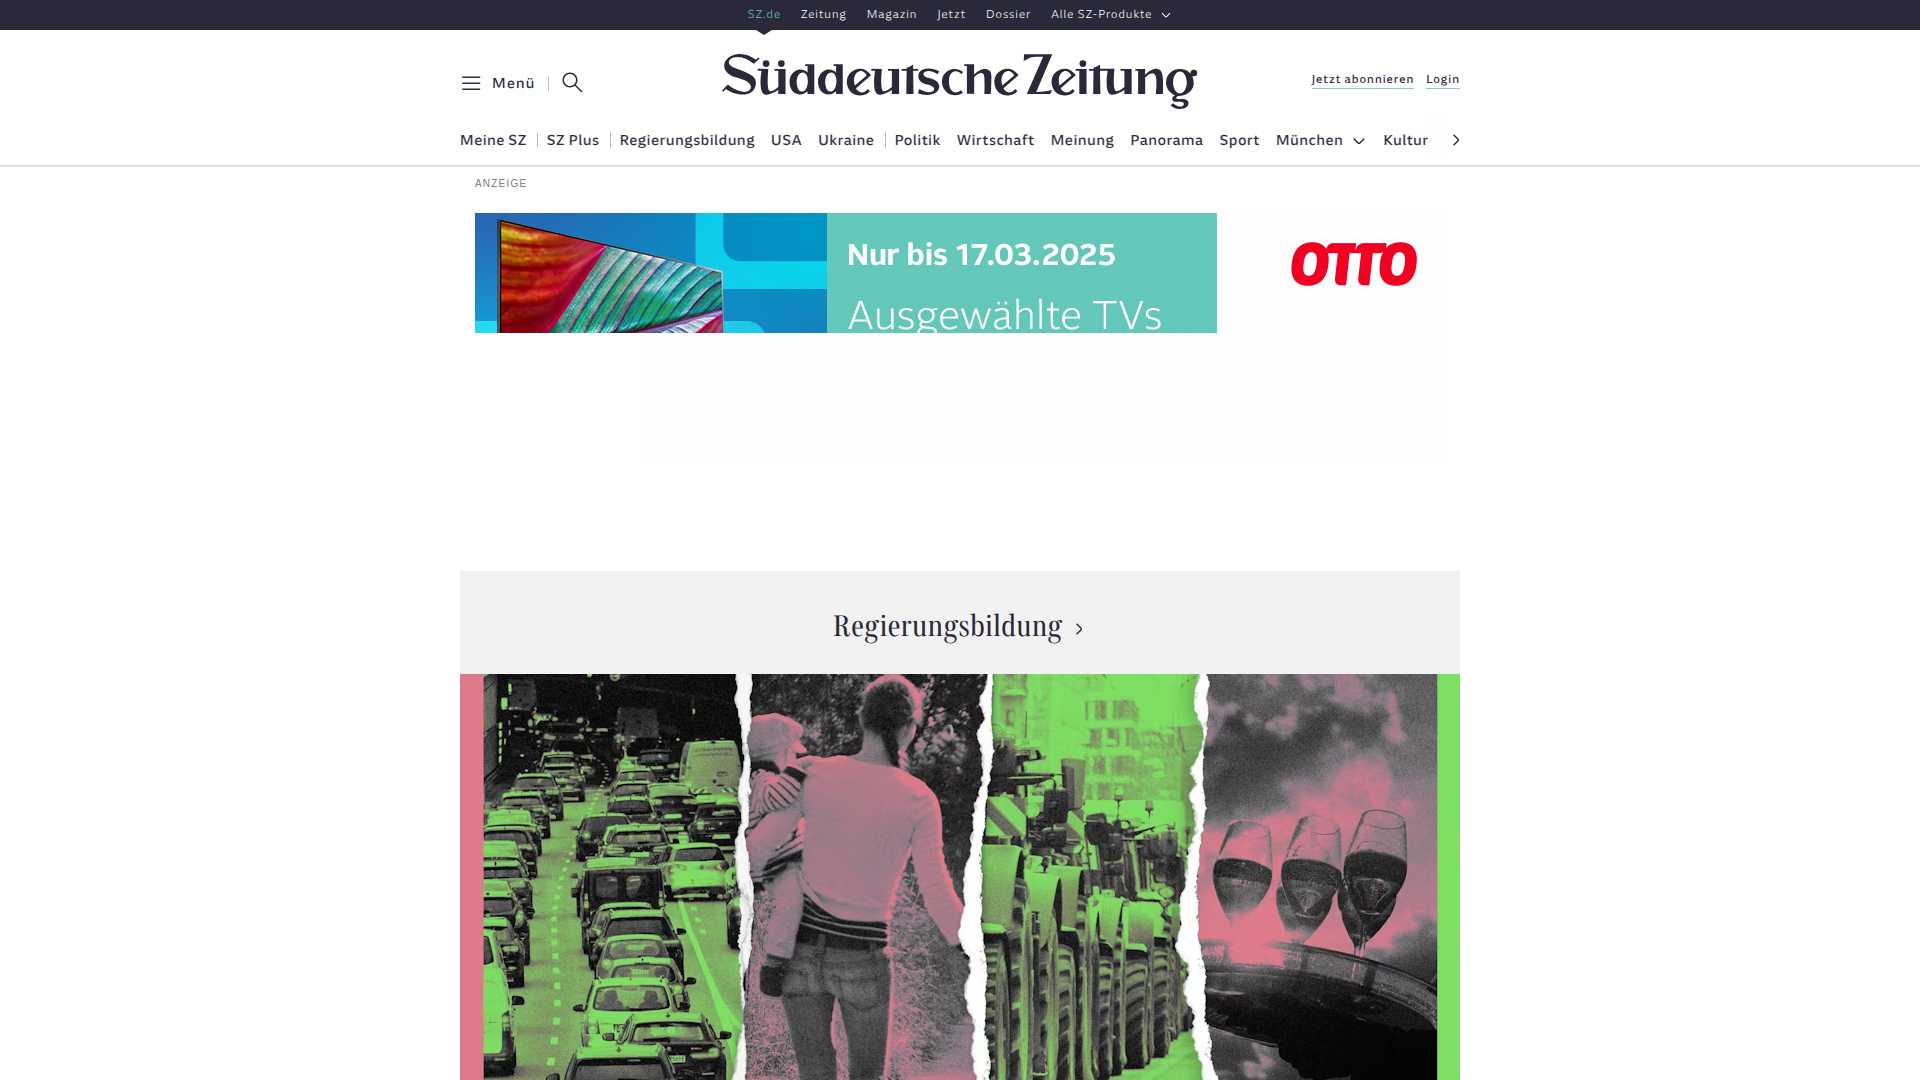 SZ.de Zeitung Magazin Jetzt Dossier Alle SZ-Produkte
Menü
Süddeutsche Zeitung
Jetzt abonnieren Login
Meine SZ SZ Plus Regierungsbildung USA Ukraine Politik Wirtschaft Meinung Panorama Sport München Kultur
ANZEIGE
Nur bis 17.03.2025
Ausgewählte TVs
OTTO
Regierungsbildung